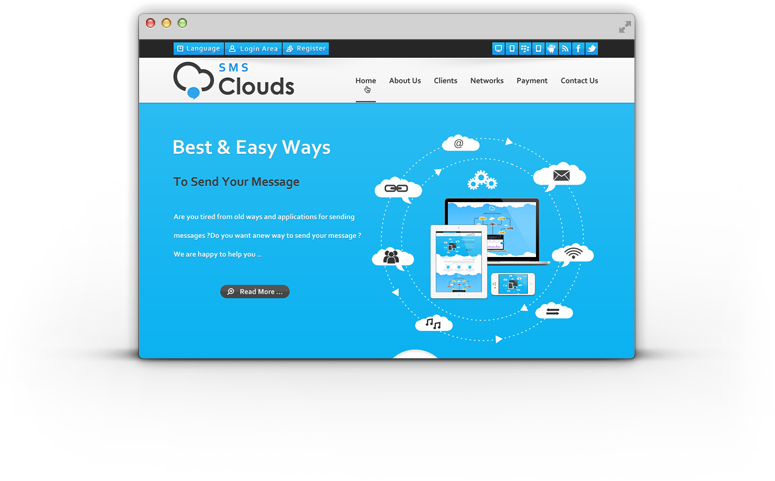 Language Login Area Register
SMS
Clouds
Home About Us Clients Networks Payment Contact Us
Best & Easy Ways
To Send Your Message
Are you tired from old ways and applications for sending
messages ?Do you want anew way to send your message ?
We are happy to help you ..
Read More ...
@